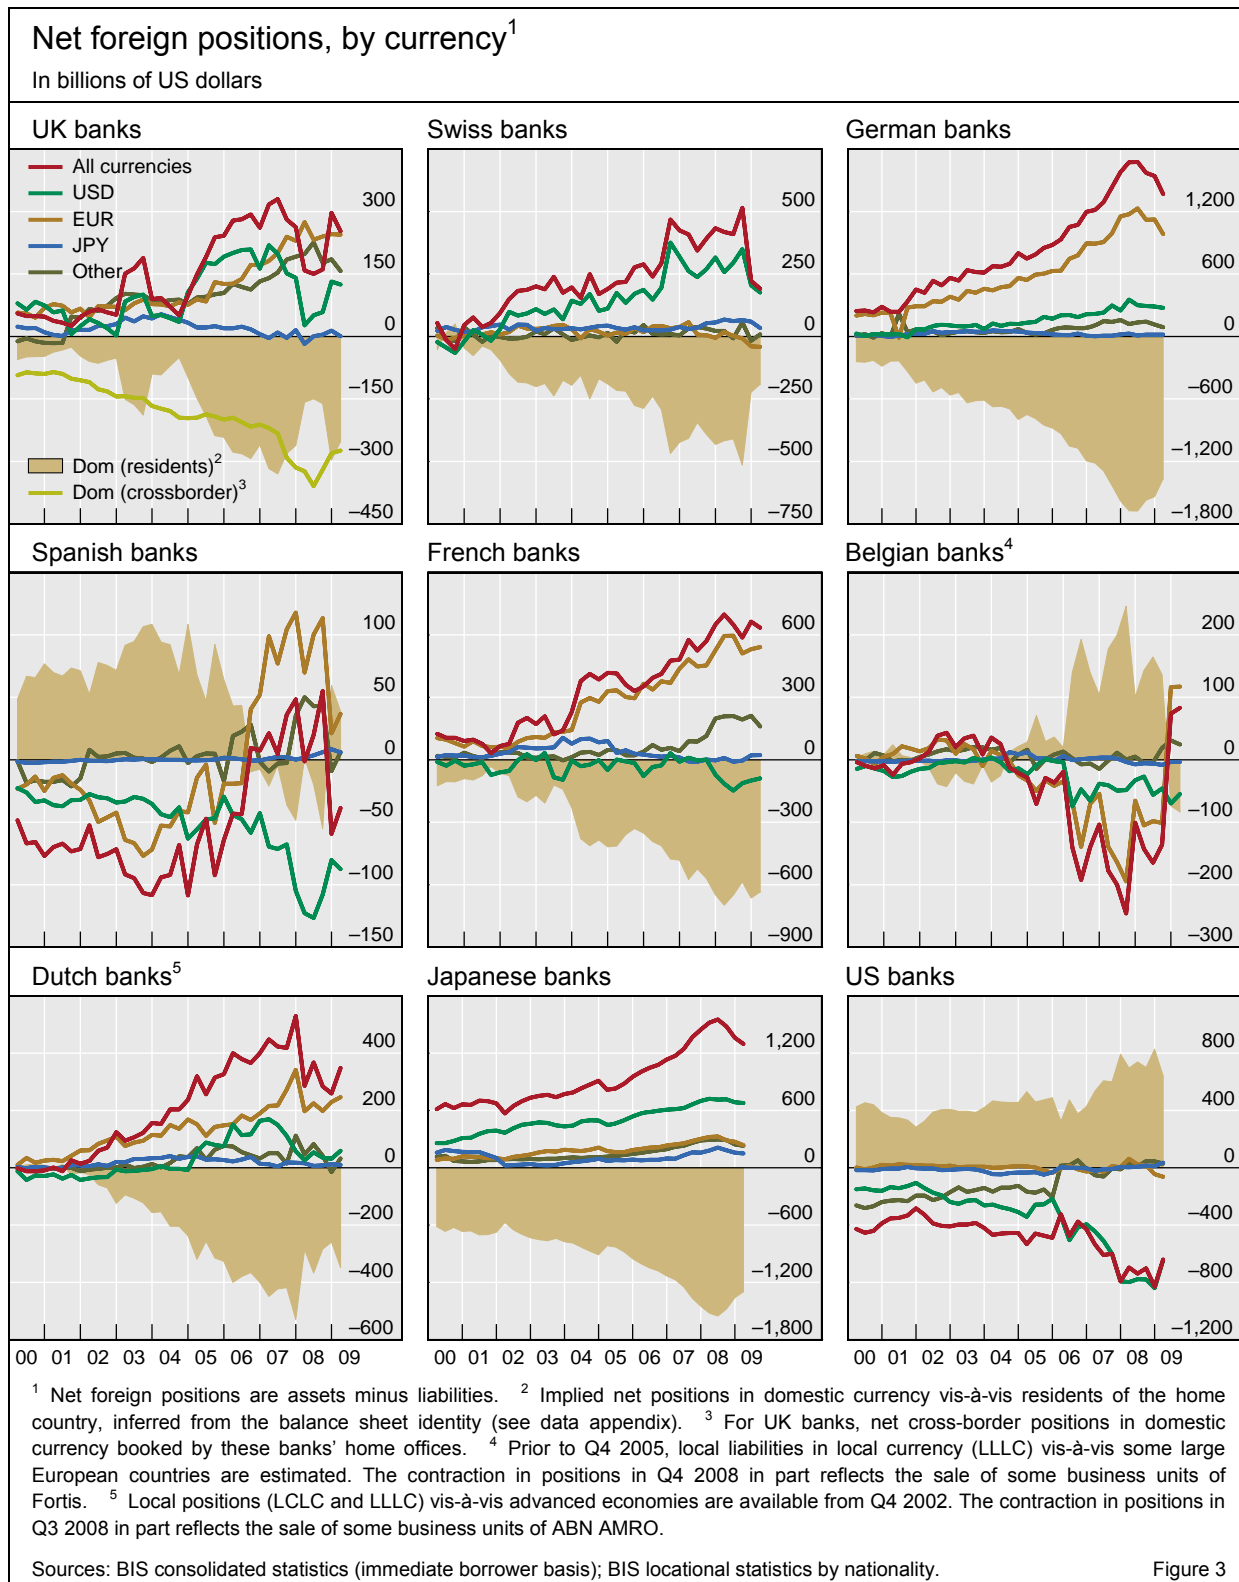 Net foreign positions, by currency1
In billions of US dollars
UK banks
Swiss banks
German banks
All currencies
USD
EUR
JPY
Other
300
150
0
–150
–300
–450
Dom (residents)2
Dom (crossborder)3
500
250
0
–250
–500
–750
1,200
600
0
–600
–1,200
–1,800
Spanish banks
French banks
Belgian banks4
100
50
0
–50
–100
–150
600
300
0
–300
–600
–900
200
100
0
–100
–200
–300
Dutch banks5
Japanese banks
US banks
400
200
0
–200
–400
–600
1,200
600
0
–600
–1,200
–1,800
800
400
0
–400
–800
–1,200
00 01 02 03 04 05 06 07 08 09
00 01 02 03 04 05 06 07 08 09
00 01 02 03 04 05 06 07 08 09
1 Net foreign positions are assets minus liabilities. 2 Implied net positions in domestic currency vis-à-vis residents of the home
country, inferred from the balance sheet identity (see data appendix). 3 For UK banks, net cross-border positions in domestic
currency booked by these banks' home offices. 4 Prior to Q4 2005, local liabilities in local currency (LLLC) vis-à-vis some large
European countries are estimated. The contraction in positions in Q4 2008 in part reflects the sale of some business units of
Fortis. 5 Local positions (LCLC and LLLC) vis-à-vis advanced economies are available from Q4 2002. The contraction in positions in
Q3 2008 in part reflects the sale of some business units of ABN AMRO.
Sources: BIS consolidated statistics (immediate borrower basis); BIS locational statistics by nationality.
Figure 3